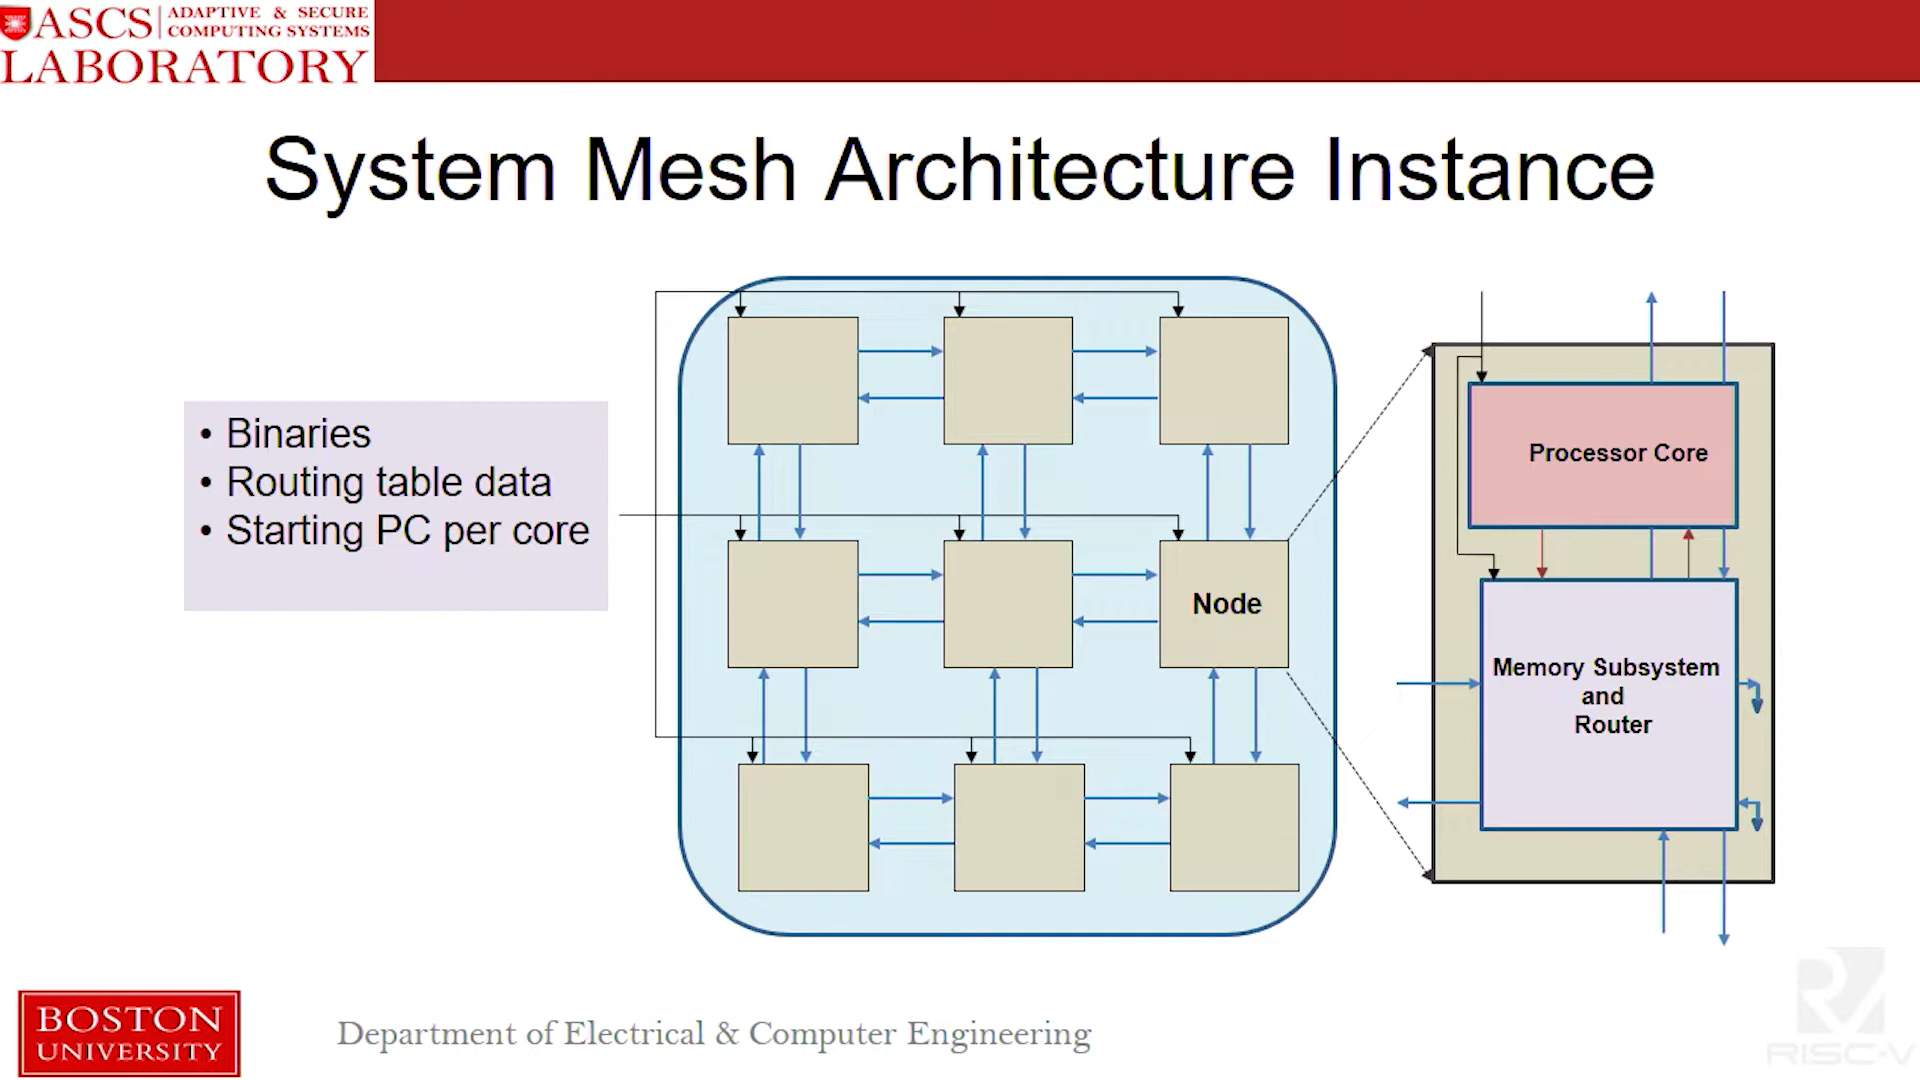 ASCS
ADAPTIVE & SECURE
COMPUTING SYSTEMS
LABORATORY
System Mesh Architecture Instance
• Binaries
• Routing table data
• Starting PC per core
Node
Processor Core
Memory Subsystem
and
Router
BOSTON
UNIVERSITY
Department of Electrical & Computer Engineering
RISC-V